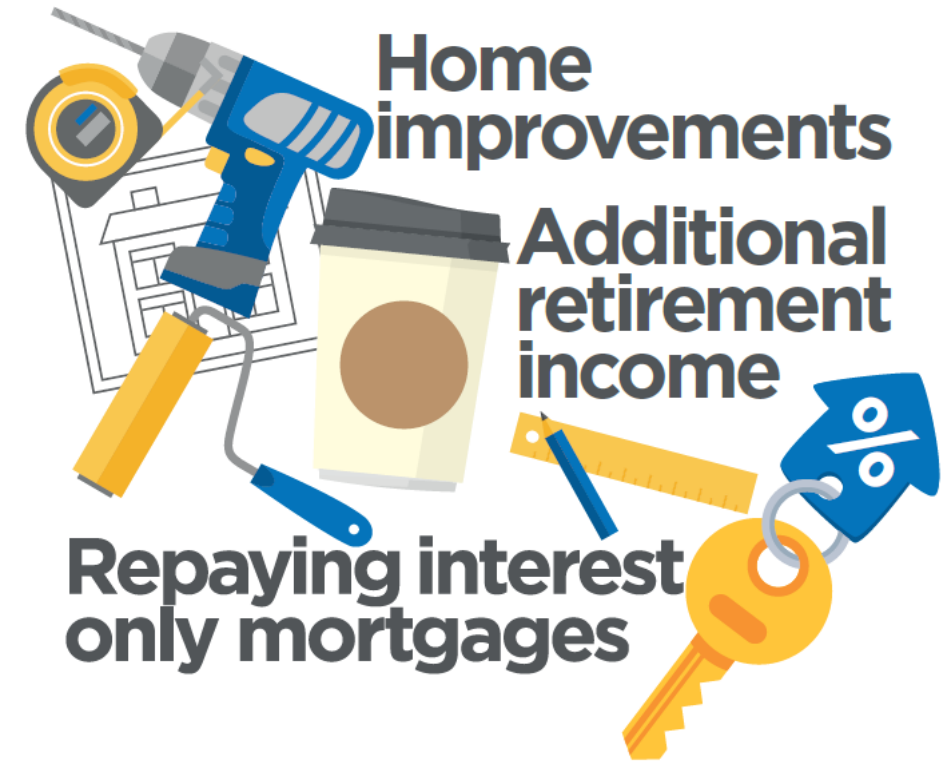 Home
improvements
Additional
retirement
income
%
Repaying interest
only mortgages